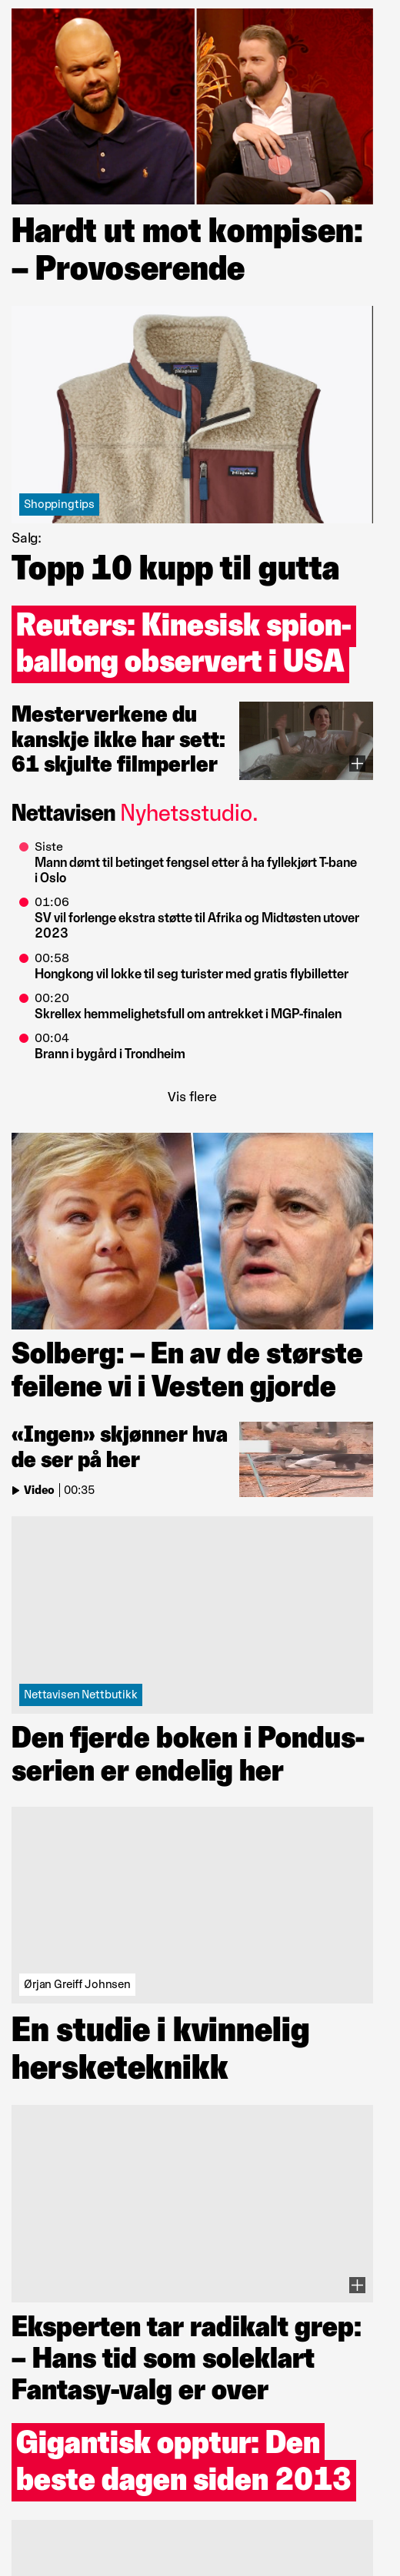 Hardt ut mot kompisen:
– Provoserende
patagonia
patagonia
Shoppingtips
Salg:
Topp 10 kupp til gutta
Reuters: Kinesisk spion-
ballong observert i USA
Mesterverkene du
kanskje ikke har sett:
61 skjulte filmperler
Nettavisen Nyhetsstudio.
Siste
Mann dømt til betinget fengsel etter å ha fyllekjørt T-bane
i Oslo
01:06
SV vil forlenge ekstra støtte til Afrika og Midtøsten utover
2023
00:58
Hongkong vil lokke til seg turister med gratis flybilletter
00:20
Skrellex hemmelighetsfull om antrekket i MGP-finalen
00:04
Brann i bygård i Trondheim
Vis flere
Solberg: – En av de største
feilene vi i Vesten gjorde
«Ingen» skjønner hva
de ser på her
Video 00:35
Nettavisen Nettbutikk
Den fjerde boken i Pondus-
serien er endelig her
Ørjan Greiff Johnsen
En studie i kvinnelig
hersketeknikk
Eksperten tar radikalt grep:
– Hans tid som soleklart
Fantasy-valg er over
Gigantisk opptur: Den
beste dagen siden 2013